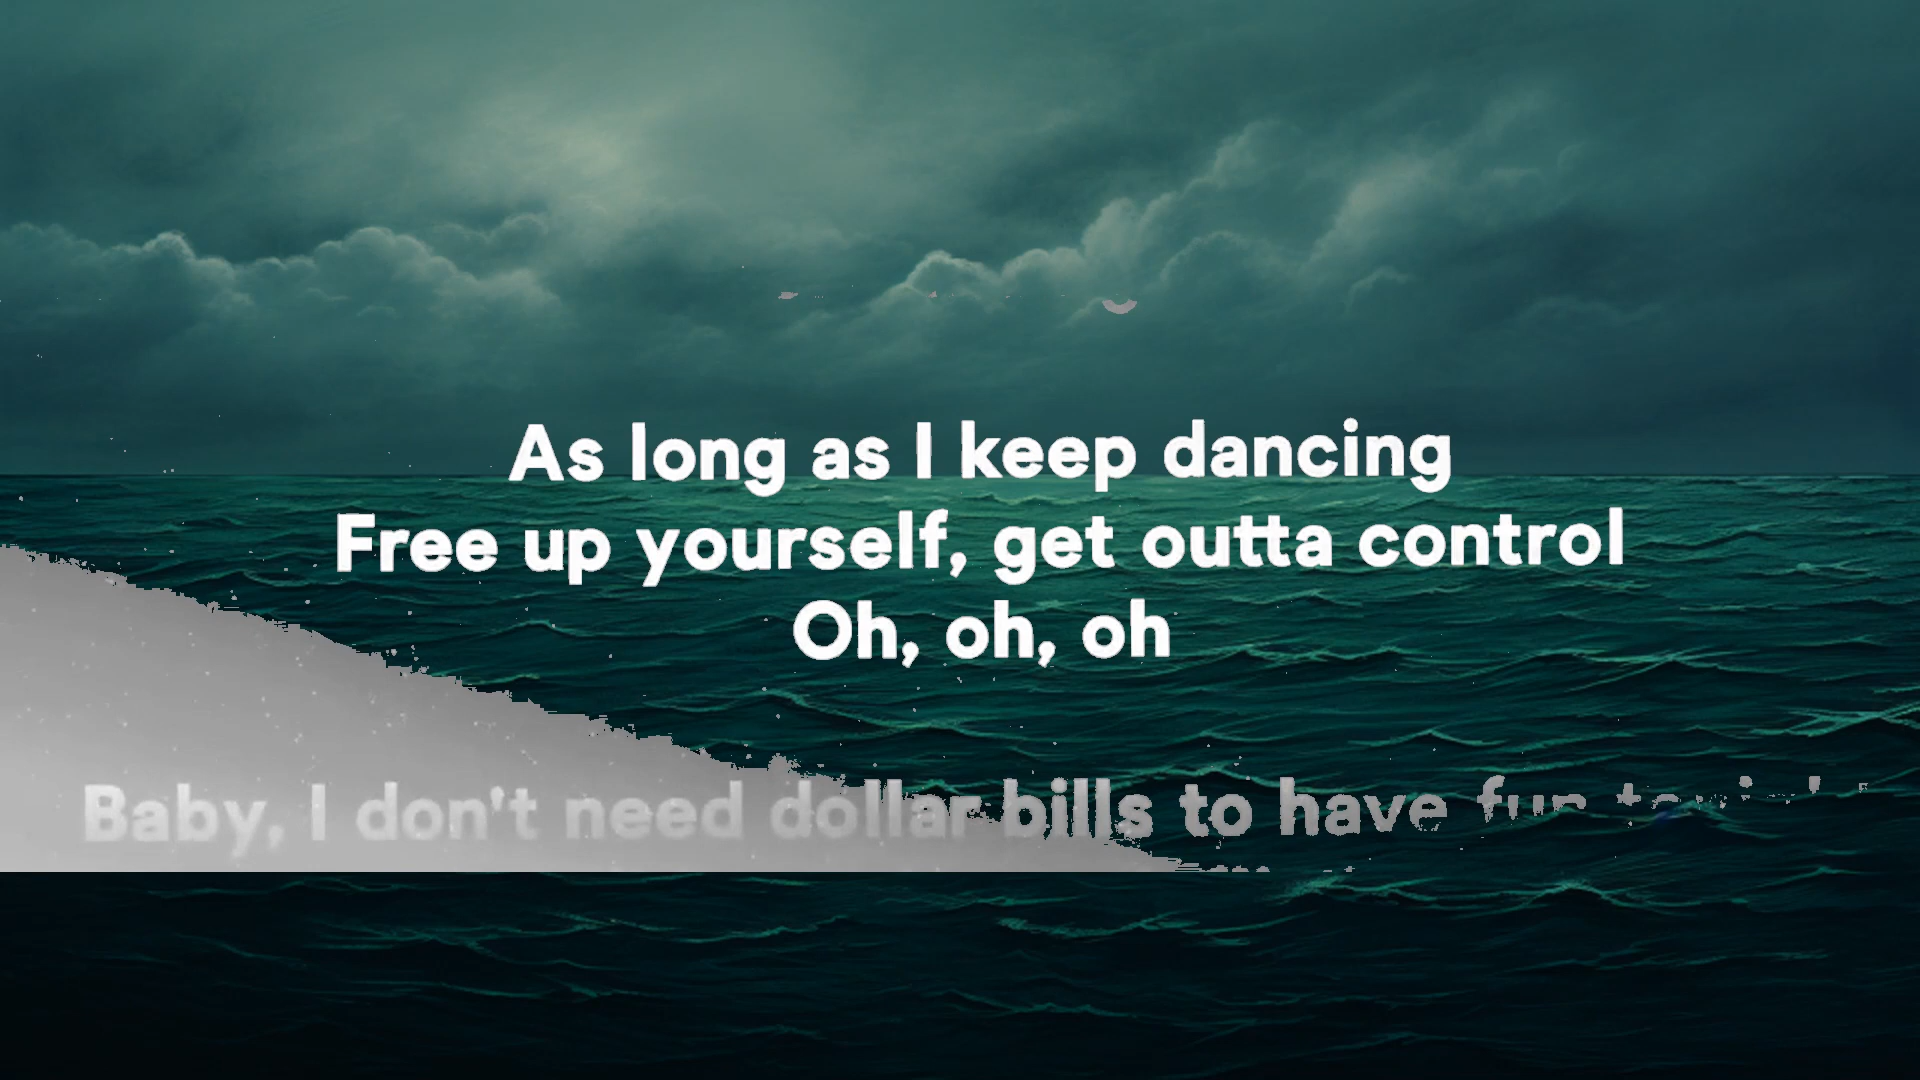 As long as I keep dancing
Free up yourself, get outta control
Oh, oh, oh
Baby, I don't need dollar bills to have fun